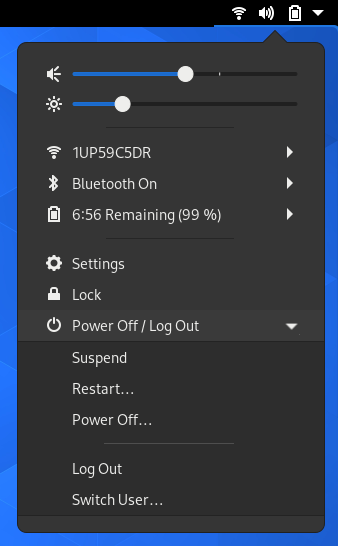 1UP59C5DR
Bluetooth On
6:56 Remaining (99 %)
Settings
Lock
Power Off / Log Out
Suspend
Restart…
Power Off…
Log Out
Switch User…